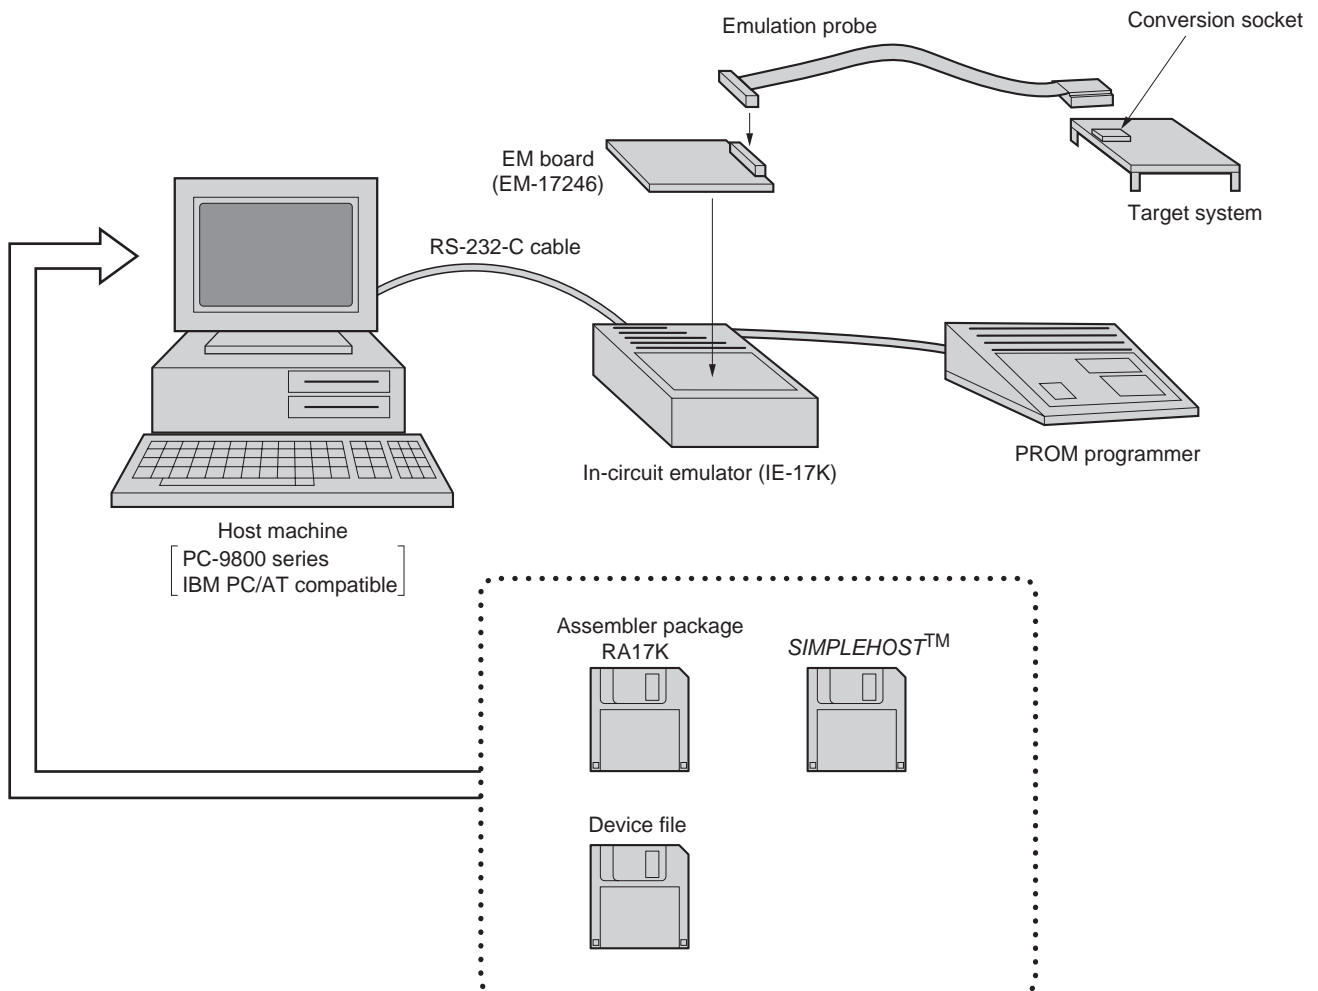 Emulation probe
Conversion socket
EM board
(EM-17246)
Target system
RS-232-C cable
PROM programmer
In-circuit emulator (IE-17K)
Host machine
PC-9800 series
IBM PC/AT compatible
Assembler package
RA17K
SIMPLEHOST™
Device file